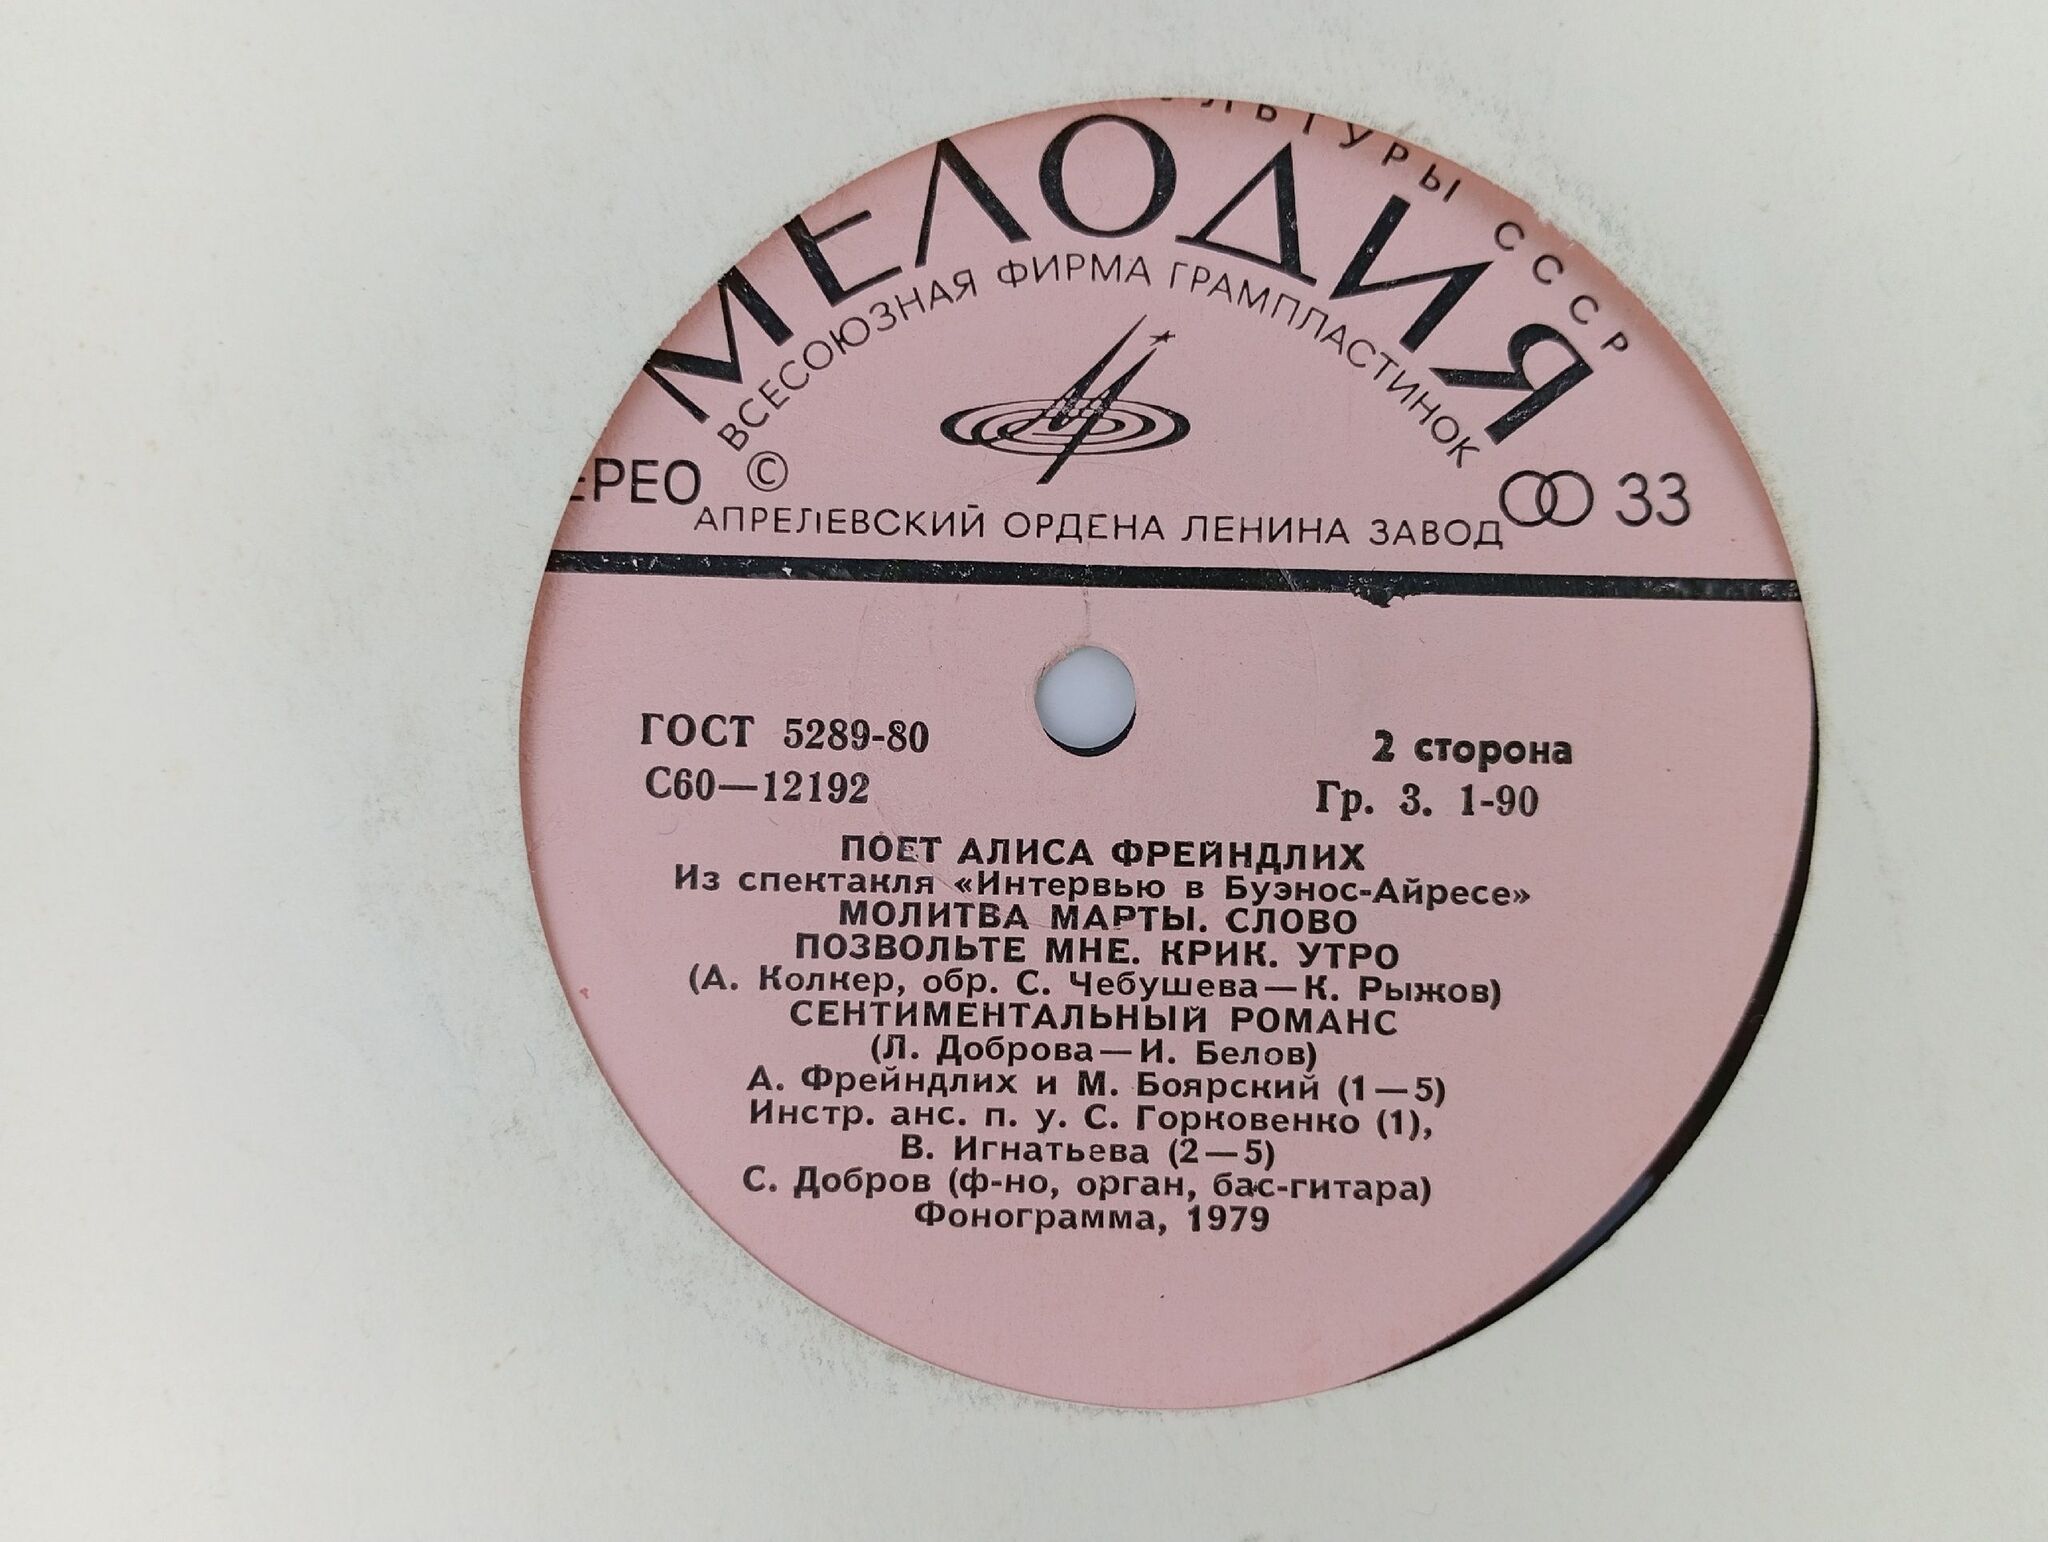 СССР
МЕЛОДИЯ
ВСЕСОЮЗНАЯ ФИРМА ГРАМПЛАСТИНОК
©
33
АПРЕЛЕВСКИЙ ОРДЕНА ЛЕНИНА ЗАВОД
ГОСТ 5289-80
2 сторона
С60—12192
Гр. 3. 1-90
ПОЕТ АЛИСА ФРЕЙНДЛИХ
Из спектакля «Интервью в Буэнос-Айресе»
МОЛИТВА МАРТЫ. СЛОВО
ПОЗВОЛЬТЕ МНЕ. КРИК. УТРО
(А. Колкер, обр. С. Чебушева—К. Рыжов)
СЕНТИМЕНТАЛЬНЫЙ РОМАНС
(Л. Доброва—И. Белов)
А. Фрейндлих и М. Боярский (1—5)
Инстр. анс. п. у. С. Горковенко (1),
В. Игнатьева (2—5)
С. Добров (ф-но, орган, бас-гитара)
Фонограмма, 1979